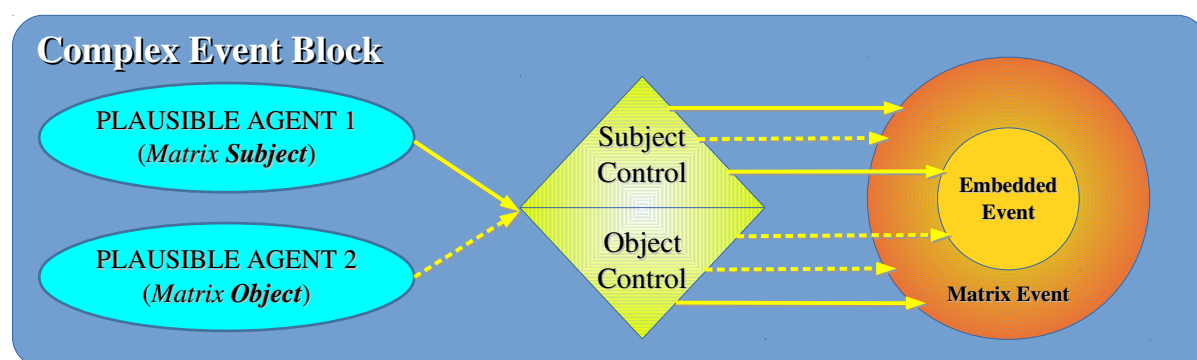 Complex Event Block
PLAUSIBLE AGENT 1
(Matrix Subject)
PLAUSIBLE AGENT 2
(Matrix Object)
Subject
Control
Object
Control
Embedded
Event
Matrix Event